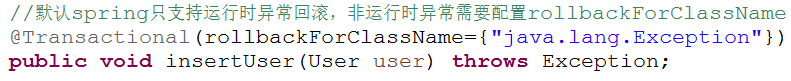 //默认spring只支持运行时异常回滚，非运行时异常需要配置rollbackForClassName
@Transactional(rollbackForClassName={"java.lang.Exception"})
public void insertUser(User user) throws Exception;